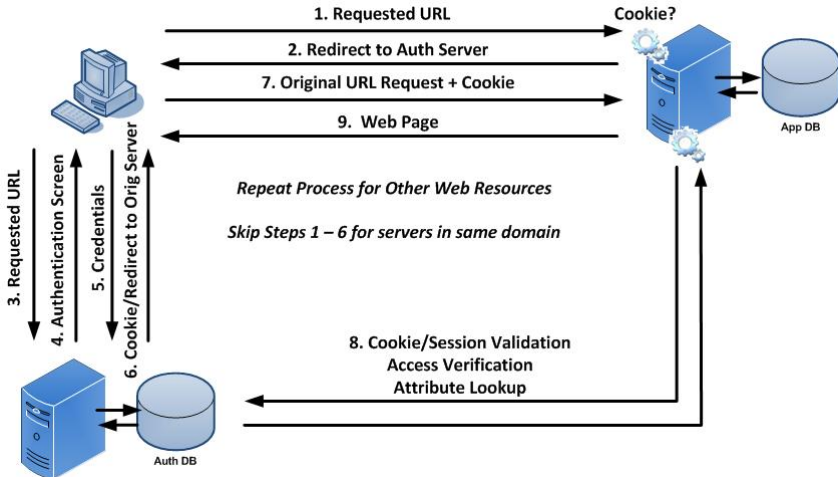 1. Requested URL
Cookie?
2. Redirect to Auth Server
7. Original URL Request + Cookie
9. Web Page
App DB
Repeat Process for Other Web Resources
Skip Steps 1 – 6 for servers in same domain
3. Requested URL
4. Authentication Screen
5. Credentials
6. Cookie/Redirect to Orig Server
8. Cookie/Session Validation
Access Verification
Attribute Lookup
Auth DB